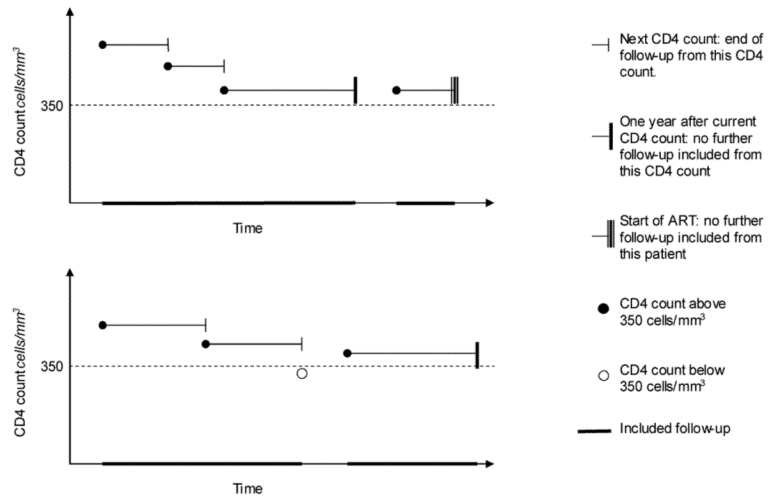 CD4 count cells/mm³
350
Time
CD4 count cells/mm³
350
Time
Next CD4 count: end of
follow-up from this CD4
count.
One year after current
CD4 count: no further
follow-up included from
this CD4 count
Start of ART: no further
follow-up included from
this patient
CD4 count above
350 cells/mm³
CD4 count below
350 cells/mm³
Included follow-up